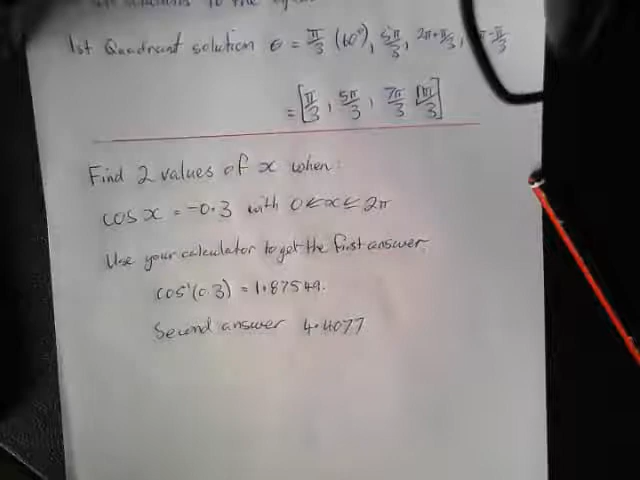 1st Quadrant solution θ = π/3 (60°), 5π/3, 2π+π/3, π-π/3
= [π/3, 5π/3, 7π/3 11π/3]
Find 2 values of x when:
cos x = -0.3 with 0≤x≤2π
Use your calculator to get the first answer.
cos⁻¹(0.3) = 1.87549.
Second answer 4.4077